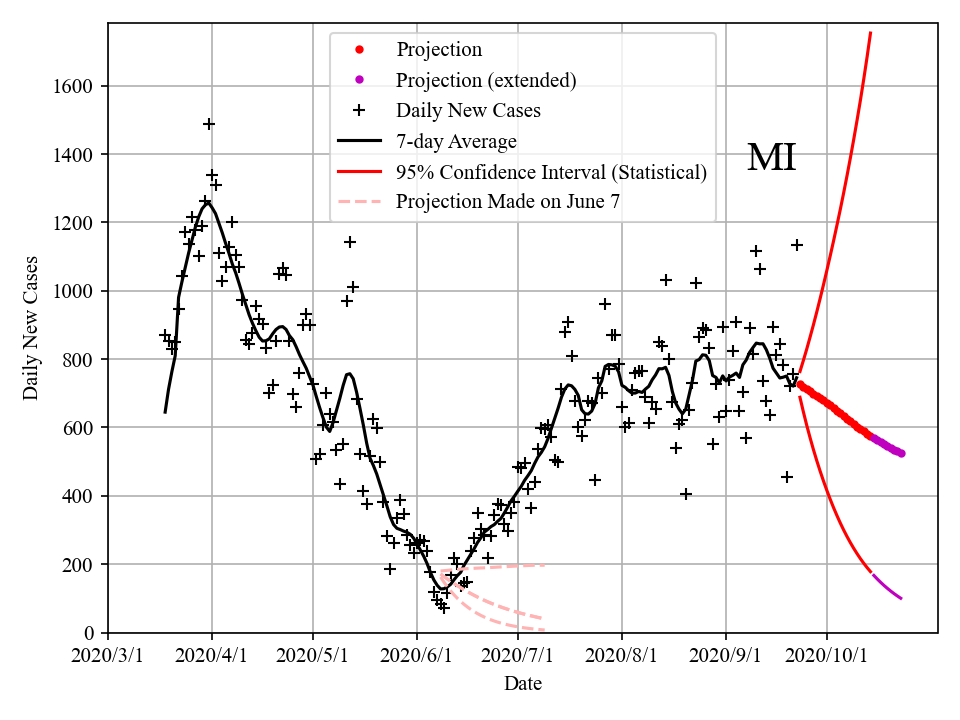 Projection
Projection (extended)
Daily New Cases
7-day Average
95% Confidence Interval (Statistical)
Projection Made on June 7
MI
Daily New Cases
1600
1400
1200
1000
800
600
400
200
0
2020/3/1 2020/4/1 2020/5/1 2020/6/1 2020/7/1 2020/8/1 2020/9/1 2020/10/1
Date